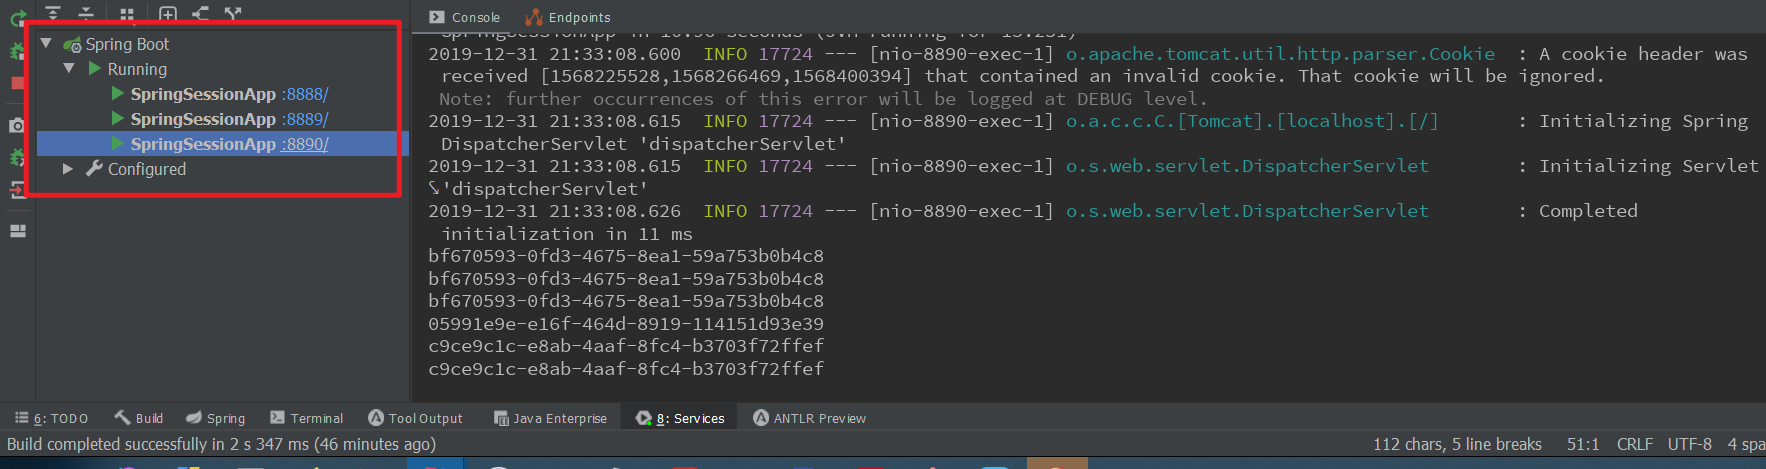 Console Endpoints
Spring Boot
Running
SpringSessionApp :8888/
SpringSessionApp :8889/
SpringSessionApp :8890/
Configured
2019-12-31 21:33:08.600  INFO 17724 --- [nio-8890-exec-1] o.apache.tomcat.util.http.parser.Cookie  : A cookie header was
received [1568225528,1568266469,1568400394] that contained an invalid cookie. That cookie will be ignored.
Note: further occurrences of this error will be logged at DEBUG level.
2019-12-31 21:33:08.615  INFO 17724 --- [nio-8890-exec-1] o.a.c.c.C.[Tomcat].[localhost].[/]       : Initializing Spring
DispatcherServlet 'dispatcherServlet'
2019-12-31 21:33:08.615  INFO 17724 --- [nio-8890-exec-1] o.s.web.servlet.DispatcherServlet        : Initializing Servlet
'dispatcherServlet'
2019-12-31 21:33:08.626  INFO 17724 --- [nio-8890-exec-1] o.s.web.servlet.DispatcherServlet        : Completed
initialization in 11 ms
bf670593-0fd3-4675-8ea1-59a753b0b4c8
bf670593-0fd3-4675-8ea1-59a753b0b4c8
bf670593-0fd3-4675-8ea1-59a753b0b4c8
05991e9e-e16f-464d-8919-114151d93e39
c9ce9c1c-e8ab-4aaf-8fc4-b3703f72ffef
c9ce9c1c-e8ab-4aaf-8fc4-b3703f72ffef
6: TODO Build Spring Terminal Tool Output Java Enterprise 8: Services ANTLR Preview
Build completed successfully in 2 s 347 ms (46 minutes ago) 112 chars, 5 line breaks 51:1 CRLF UTF-8 4 spa